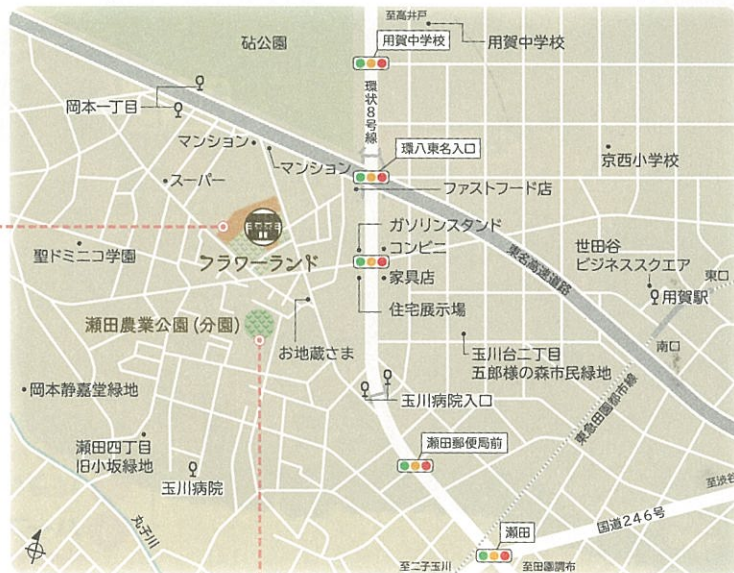 至高井戸
砧公園
用賀中学校
用賀中学校
環状8号線
岡本一丁目
マンション
マンション
環八東名入口
京西小学校
スーパー
ファストフード店
ガソリンスタンド
コンビニ
聖ドミニコ学園
フラワーランド
家具店
東名高速道路
世田谷
ビジネススクエア
東口
用賀駅
住宅展示場
瀬田農業公園(分園)
お地蔵さま
南口
玉川台二丁目
五郎様の森市民緑地
岡本静嘉堂緑地
玉川病院入口
東急田園都市線
瀬田四丁目
旧小坂緑地
瀬田郵便局前
玉川病院
至渋谷
丸子川
国道246号
瀬田
至二子玉川
至田園調布